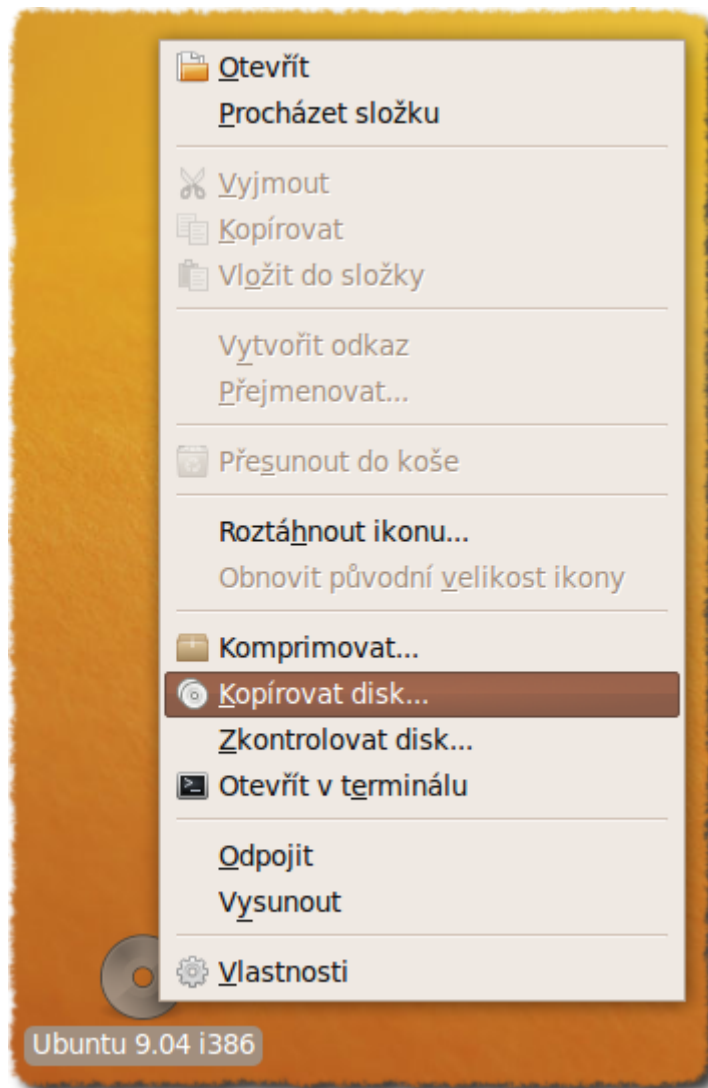 Otevřít
Procházet složku
Vyjmout
Kopírovat
Vložit do složky
Vytvořit odkaz
Přejmenovat...
Přesunout do koše
Roztáhnout ikonu...
Obnovit původní velikost ikony
Komprimovat...
Kopírovat disk...
Zkontrolovat disk...
Otevřít v terminálu
Odpojit
Vysunout
Vlastnosti
Ubuntu 9.04 i386